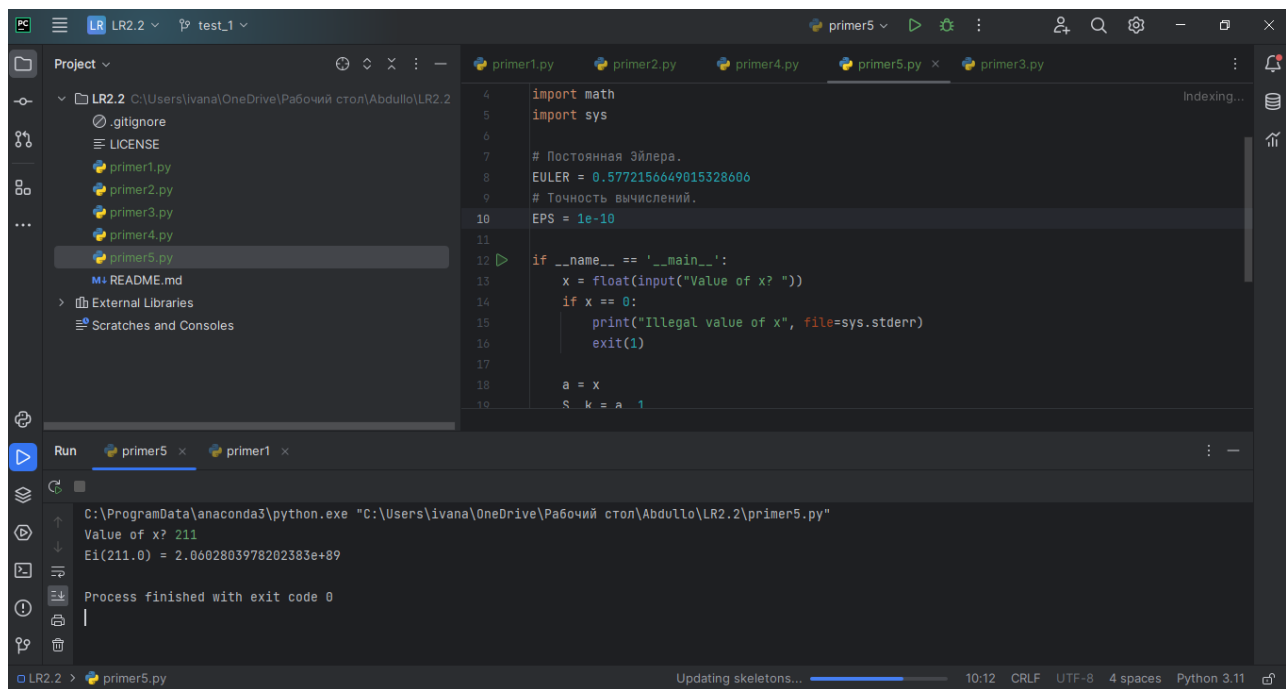 PC LR LR2.2 test_1 primer5
Project
primer1.py primer2.py primer4.py primer5.py primer3.py
LR2.2 C:\Users\ivana\OneDrive\Рабочий стол\Abdullo\LR2.2
.gitignore
LICENSE
primer1.py
primer2.py
primer3.py
primer4.py
primer5.py
M↓ README.md
External Libraries
Scratches and Consoles
Indexing...
4 import math
5 import sys
6
7 # Постоянная Эйлера.
8 EULER = 0.5772156649015328606
9 # Точность вычислений.
10 EPS = 1e-10
11
12 if __name__ == '__main__':
13 x = float(input("Value of x? "))
14 if x == 0:
15 print("Illegal value of x", file=sys.stderr)
16 exit(1)
17
18 a = x
19 S, k = a, 1
Run primer5 primer1
C:\ProgramData\anaconda3\python.exe "C:\Users\ivana\OneDrive\Рабочий стол\Abdullo\LR2.2\primer5.py"
Value of x? 211
Ei(211.0) = 2.0602803978202383e+89
Process finished with exit code 0
LR2.2 > primer5.py Updating skeletons... 10:12 CRLF UTF-8 4 spaces Python 3.11